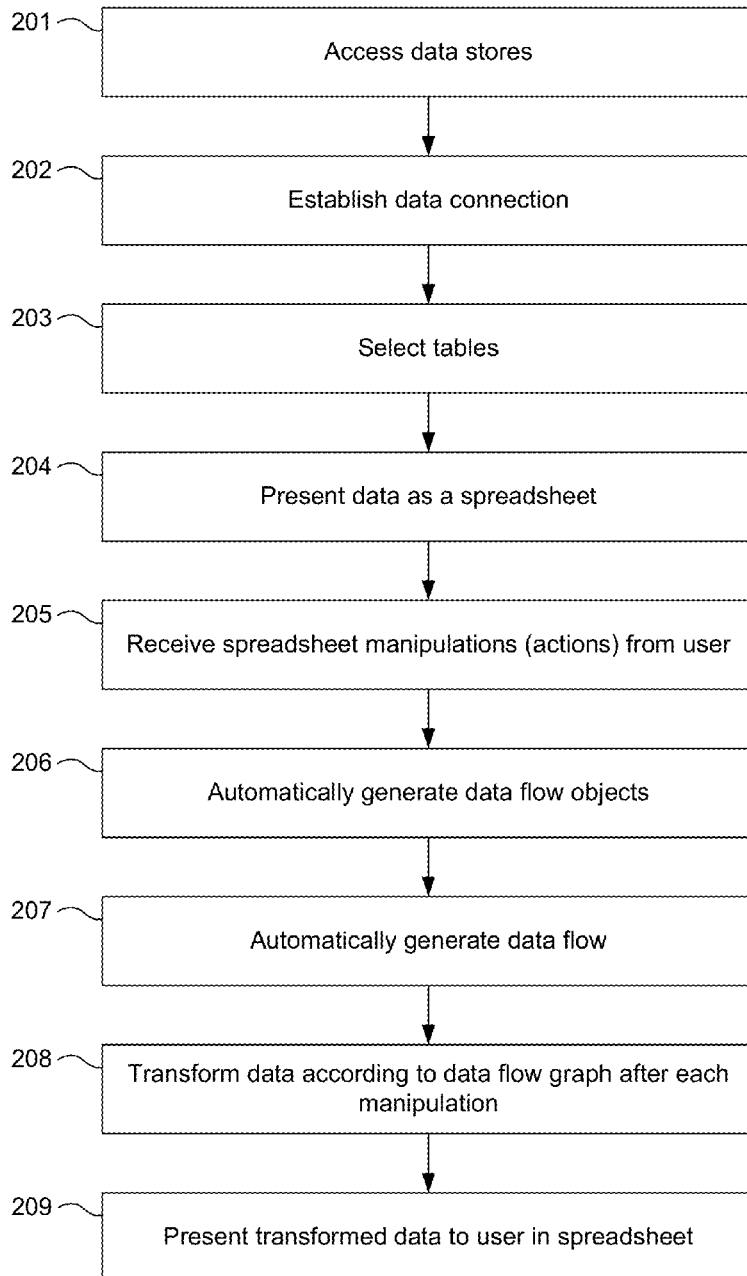 201
Access data stores
202
Establish data connection
203
Select tables
204
Present data as a spreadsheet
205
Receive spreadsheet manipulations (actions) from user
206
Automatically generate data flow objects
207
Automatically generate data flow
208
Transform data according to data flow graph after each
manipulation
209
Present transformed data to user in spreadsheet